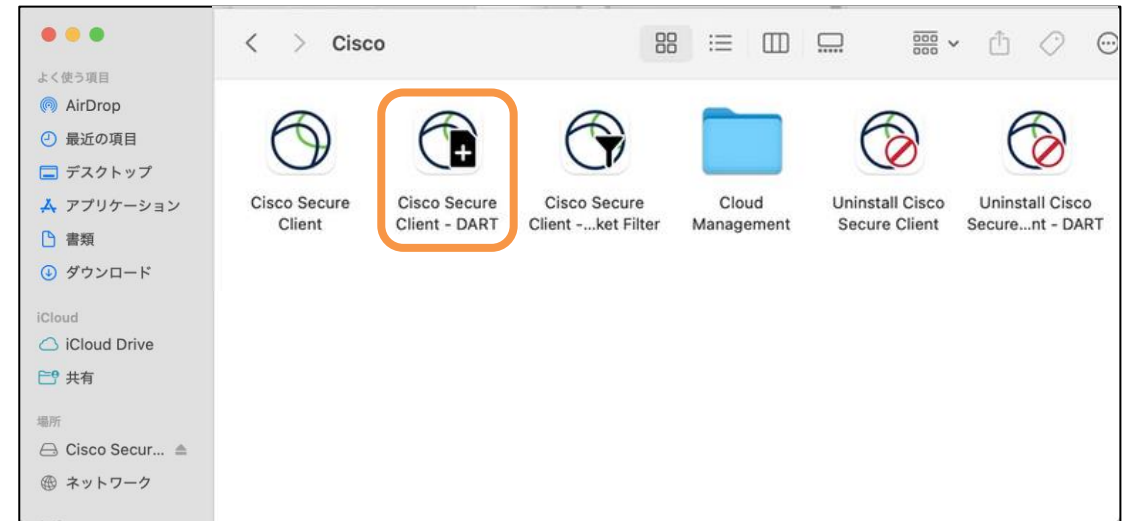 Cisco
よく使う項目
AirDrop
最近の項目
デスクトップ
アプリケーション
書類
ダウンロード
iCloud
iCloud Drive
共有
場所
Cisco Secur...
ネットワーク
Cisco Secure
Client
Cisco Secure
Client - DART
Cisco Secure
Client -...ket Filter
Cloud
Management
Uninstall Cisco
Secure Client
Uninstall Cisco
Secure...nt - DART